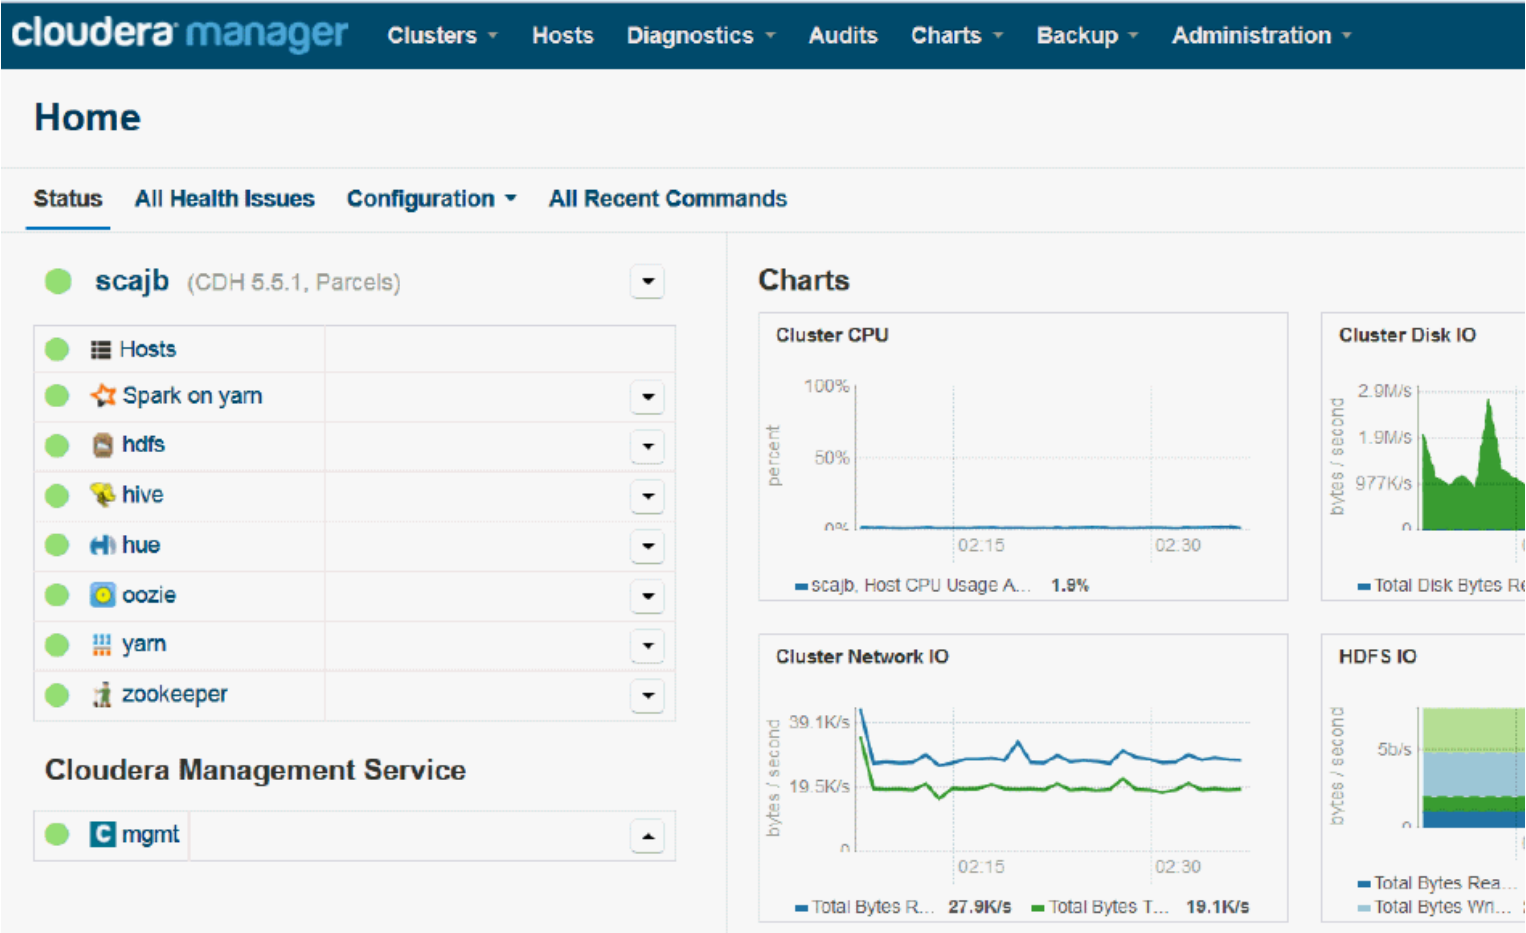 cloudera manager Clusters Hosts Diagnostics Audits Charts Backup Administration
Home
Status All Health Issues Configuration All Recent Commands
scajb (CDH 5.5.1, Parcels)
Hosts
Spark on yarn
hdfs
hive
hue
oozie
yarn
zookeeper
Cloudera Management Service
C mgmt
Charts
Cluster CPU
percent
100%
50%
0%
02:15 02:30
scajb, Host CPU Usage A... 1.9%
Cluster Disk IO
bytes / second
2.9M/s
1.9M/s
977K/s
0
Total Disk Bytes Re
Cluster Network IO
bytes / second
39.1K/s
19.5K/s
0
02:15 02:30
Total Bytes R... 27.9K/s Total Bytes T... 19.1K/s
HDFS IO
bytes / second
5b/s
0
Total Bytes Rea...
Total Bytes Wri...